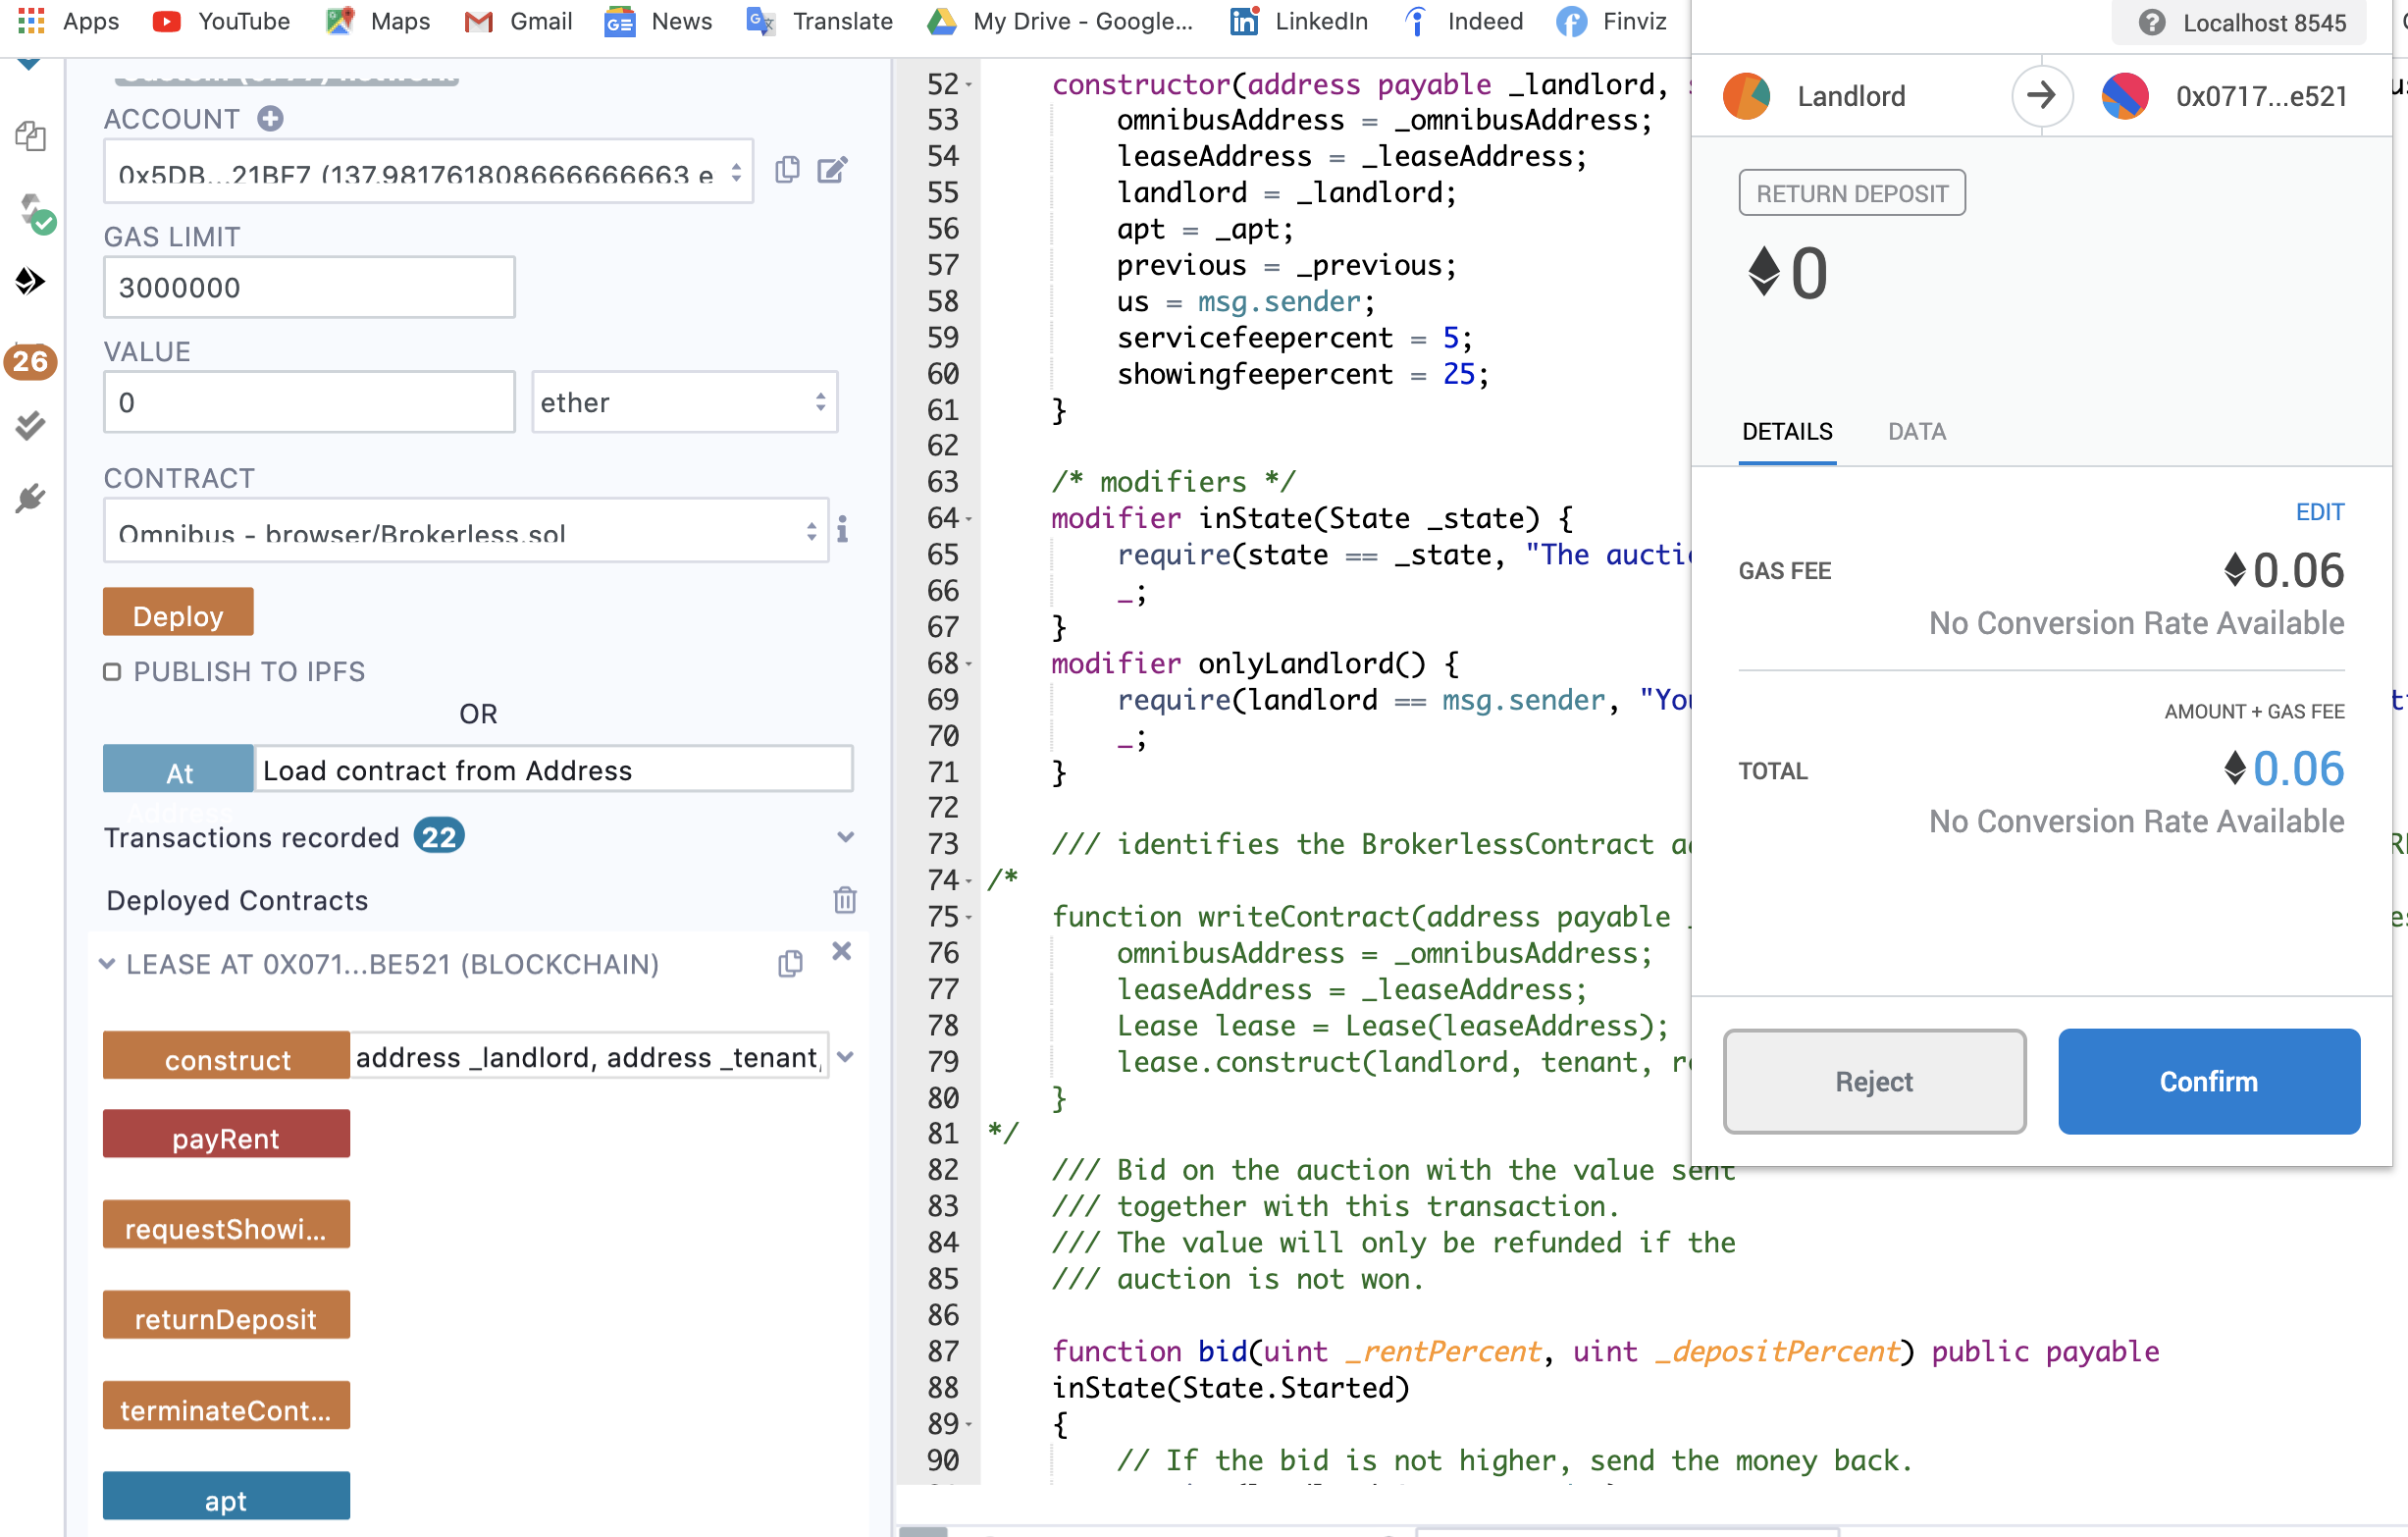 Apps YouTube Maps Gmail News Translate My Drive - Google... LinkedIn Indeed Finviz
ACCOUNT
0x5DB...21BF7 (137.9817618086666666663 e
GAS LIMIT
3000000
26
VALUE
0
ether
CONTRACT
Omnibus - browser/Brokerless.sol
Deploy
PUBLISH TO IPFS
OR
At
Address
Load contract from Address
Transactions recorded 22
Deployed Contracts
LEASE AT 0X071...BE521 (BLOCKCHAIN)
construct
address _landlord, address _tenant,
payRent
requestShowi...
returnDeposit
terminateCont...
apt
52 constructor(address payable _landlord,
53 omnibusAddress = _omnibusAddress;
54 leaseAddress = _leaseAddress;
55 landlord = _landlord;
56 apt = _apt;
57 previous = _previous;
58 us = msg.sender;
59 servicefeepercent = 5;
60 showingfeepercent = 25;
61 }
62
63 /* modifiers */
64 modifier inState(State _state) {
65 require(state == _state, "The
66 _;
67 }
68 modifier onlyLandlord() {
69 require(landlord == msg.sender,
70 _;
71 }
72
73 /// identifies the BrokerlessContract
74 /*
75 function writeContract(address payable
76 omnibusAddress = _omnibusAddress;
77 leaseAddress = _leaseAddress;
78 Lease lease = Lease(leaseAddress);
79 lease.construct(landlord, tenant,
80 }
81 */
82 /// Bid on the auction with the value sent
83 /// together with this transaction.
84 /// The value will only be refunded if the
85 /// auction is not won.
86
87 function bid(uint _rentPercent, uint _depositPercent) public payable
88 inState(State.Started)
89 {
90 // If the bid is not higher, send the money back.
Localhost 8545
Landlord
0x0717...e521
RETURN DEPOSIT
0
DETAILS
DATA
EDIT
GAS FEE
0.06
No Conversion Rate Available
AMOUNT + GAS FEE
TOTAL
0.06
No Conversion Rate Available
Reject
Confirm